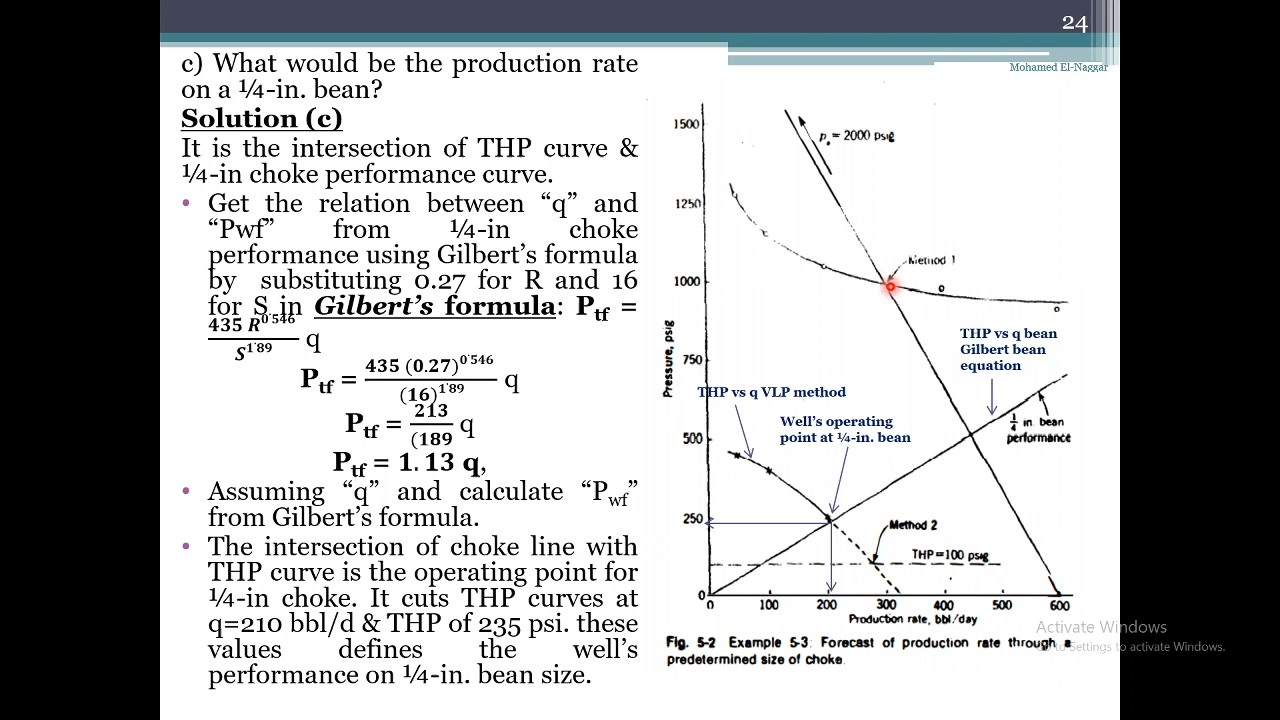 24
Mohamed El-Naggar
c) What would be the production rate
on a ¼-in. bean?
Solution (c)
It is the intersection of THP curve &
¼-in choke performance curve.
• Get the relation between “q” and
“Pwf” from ¼-in choke
performance using Gilbert’s formula
by substituting 0.27 for R and 16
for S in Gilbert’s formula: Ptf =
435 R^0.546 / S^1.89 q
Ptf = 435 (0.27)^0.546 / (16)^1.89 q
Ptf = 213 / (189 q
Ptf = 1.13 q,
• Assuming “q” and calculate “Pwf”
from Gilbert’s formula.
• The intersection of choke line with
THP curve is the operating point for
¼-in choke. It cuts THP curves at
q=210 bbl/d & THP of 235 psi. these
values defines the well’s
performance on ¼-in. bean size.
1500
1250
1000
750
500
250
0
Pressure, psig
= 2000 psig
Method 1
THP vs q bean
Gilbert bean
equation
THP vs q VLP method
Well’s operating
point at ¼-in. bean
¼ in. bean
performance
Method 2
THP=100 psig
0 100 200 300 400 500 600
Production rate, bbl/day
Fig. 5-2 Example 5-3: Forecast of production rate through a
predetermined size of choke.
Activate Windows
Go to Settings to activate Windows.